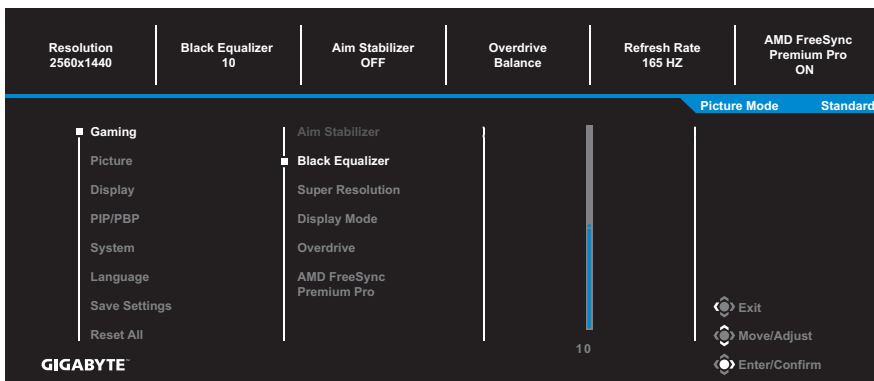 Resolution
2560x1440
Black Equalizer
10
Aim Stabilizer
OFF
Overdrive
Balance
Refresh Rate
165 HZ
AMD FreeSync
Premium Pro
ON
Picture Mode Standard
Gaming
Picture
Display
PIP/PBP
System
Language
Save Settings
Reset All
Aim Stabilizer
Black Equalizer
Super Resolution
Display Mode
Overdrive
AMD FreeSync
Premium Pro
10
Exit
Move/Adjust
Enter/Confirm
GIGABYTE™